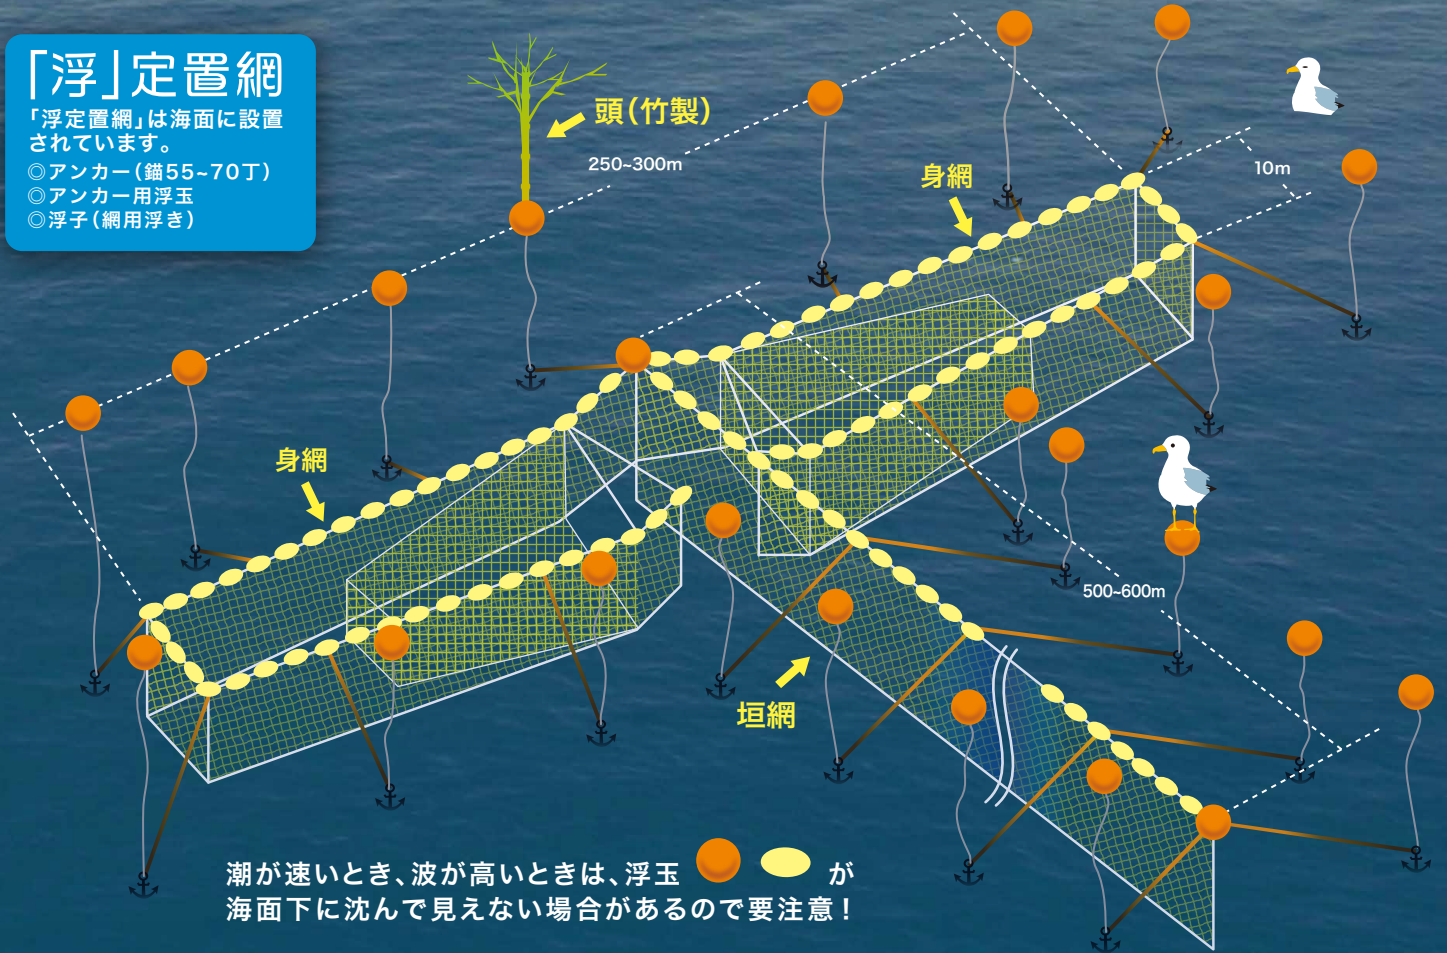 「浮」定置網
「浮定置網」は海面に設置
されています。
◎アンカー(錨55~70丁)
◎アンカー用浮玉
◎浮子(網用浮き)
頭(竹製)
250~300m
身網
10m
身網
500~600m
垣網
潮が速いとき、波が高いときは、浮玉 が
海面下に沈んで見えない場合があるので要注意!